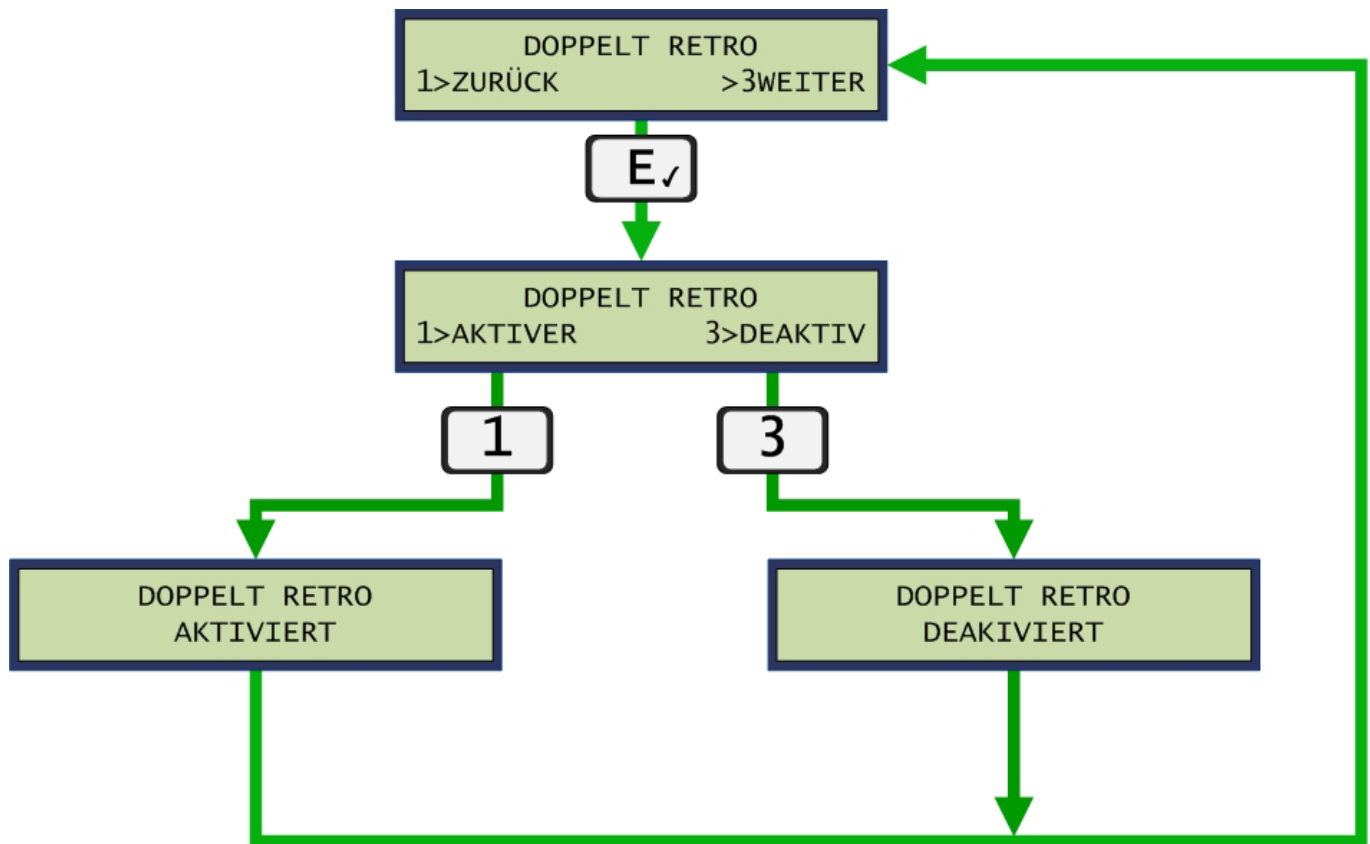 DOPPELT RETRO
1>ZURÜCK >3WEITER
E✓
DOPPELT RETRO
1>AKTIVER 3>DEAKTIV
1 3
DOPPELT RETRO
AKTIVIERT
DOPPELT RETRO
DEAKIVIERT